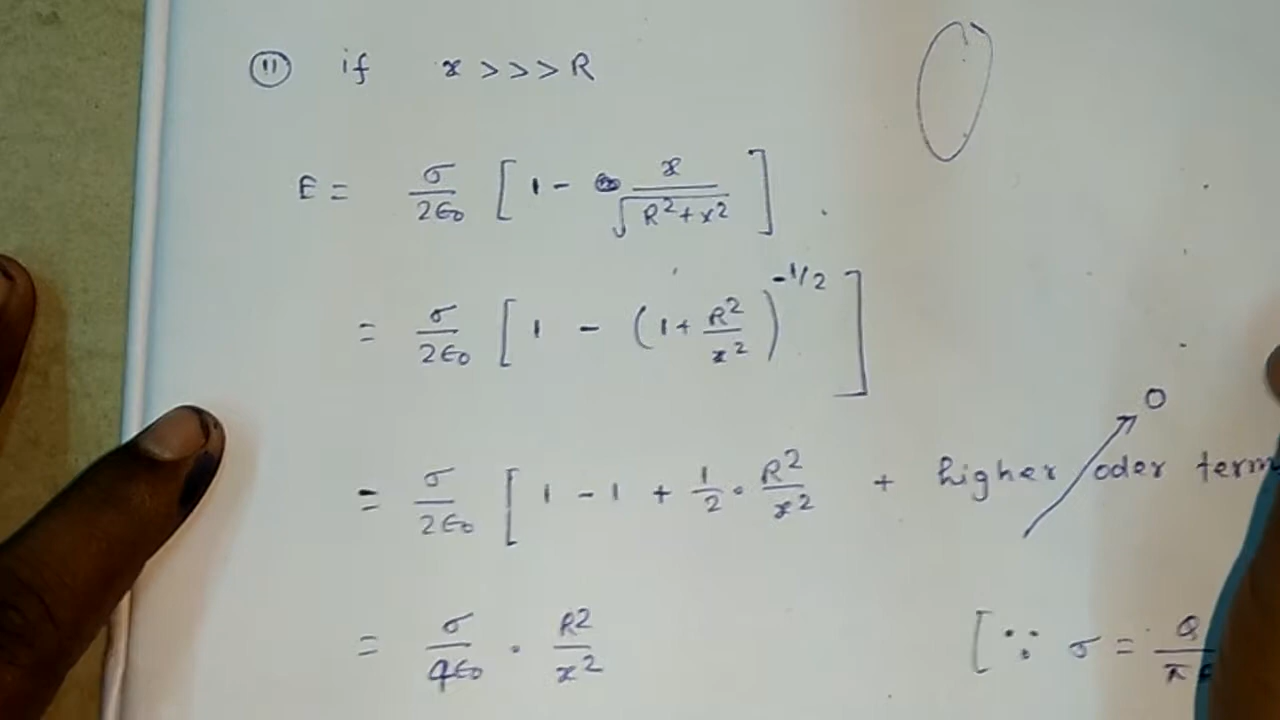 (11) if x >>> R
E = σ/2ϵ₀ [ 1 - x/√(R²+x²) ]
= σ/2ϵ₀ [ 1 - (1 + R²/x²)^(-1/2) ]
= σ/2ϵ₀ [ 1 - 1 + 1/2 · R²/x² + higher oder term
0
= σ/4ϵ₀ · R²/x² [ ∵ σ = Q/π